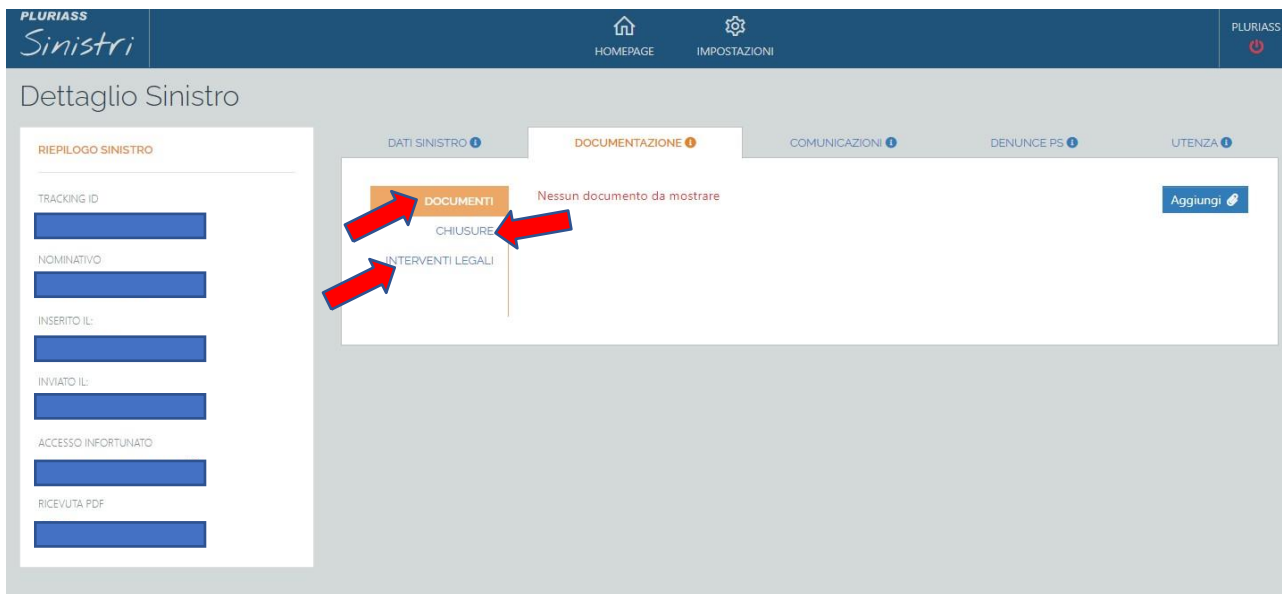 PLURIASS
Sinistri
HOMEPAGE
IMPOSTAZIONI
PLURIASS
Dettaglio Sinistro
RIEPILOGO SINISTRO
TRACKING ID
NOMINATIVO
INSERITO IL:
INVIATO IL:
ACCESSO INFORTUNATO
RICEVUTA PDF
DATI SINISTRO
DOCUMENTAZIONE
COMUNICAZIONI
DENUNCE PS
UTENZA
DOCUMENTI
CHIUSURE
INTERVENTI LEGALI
Nessun documento da mostrare
Aggiungi